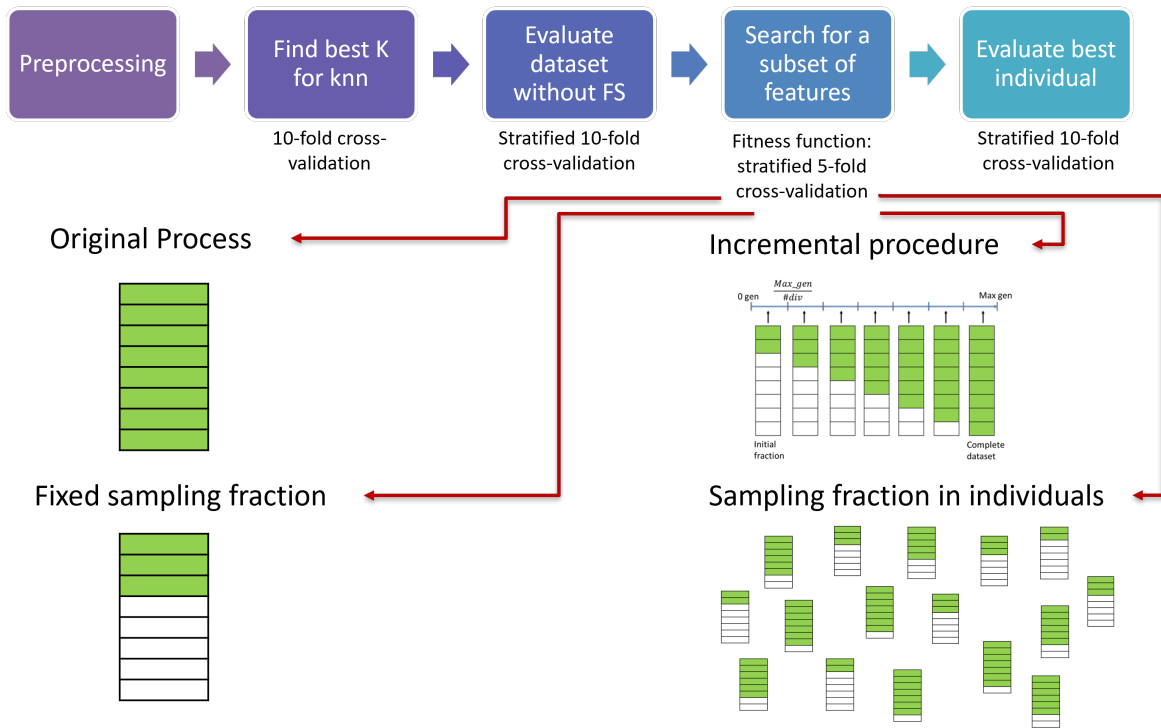 Preprocessing
Find best K
for knn
Evaluate
dataset
without FS
Search for a
subset of
features
Evaluate best
individual
10-fold cross-
validation
Stratified 10-fold
cross-validation
Fitness function:
stratified 5-fold
cross-validation
Stratified 10-fold
cross-validation
Original Process
Incremental procedure
0 gen
Max_gen
#div
Max gen
Initial
fraction
Complete
dataset
Fixed sampling fraction
Sampling fraction in individuals